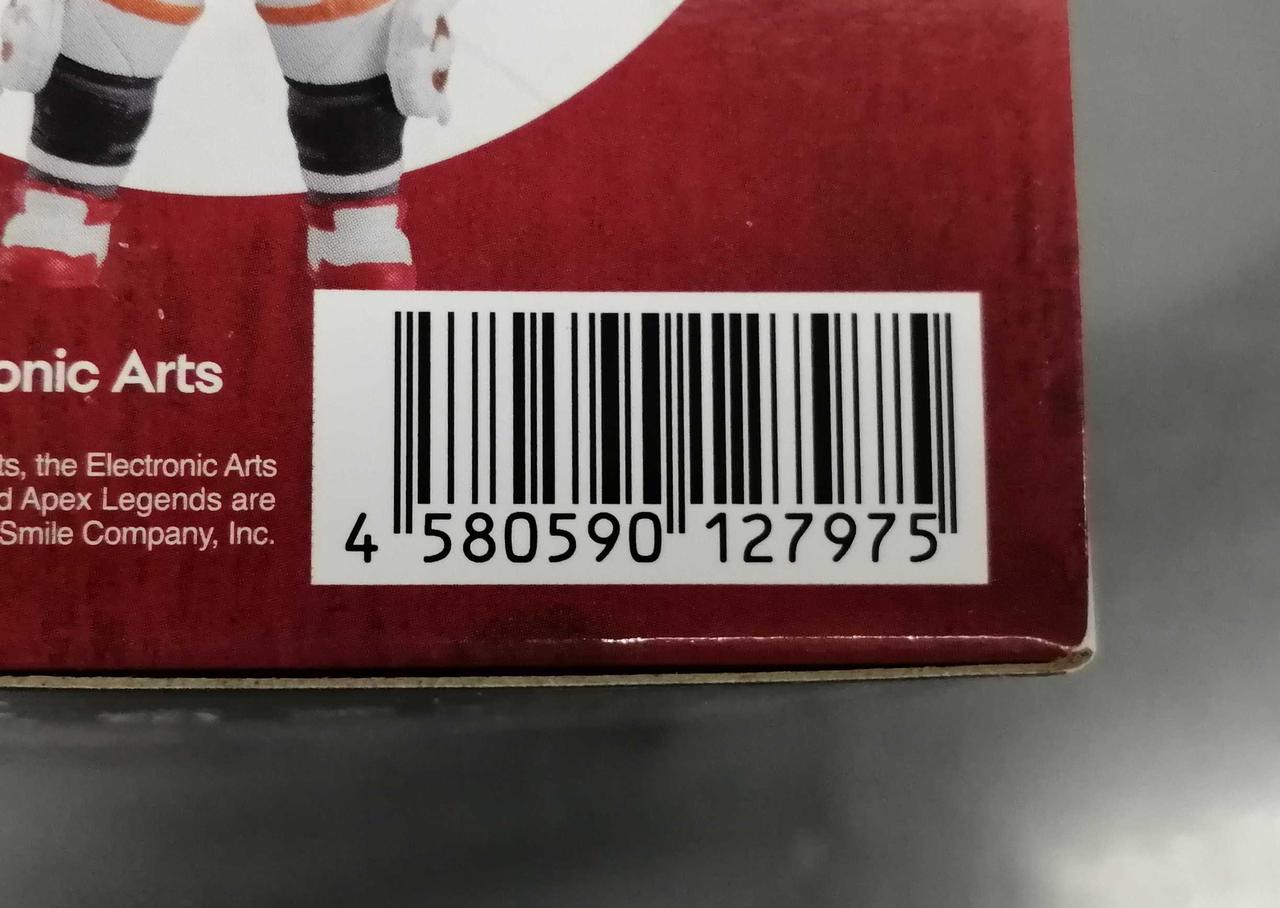 onic Arts
ts, the Electronic Arts
d Apex Legends are
Smile Company, Inc.
4 580590 127975